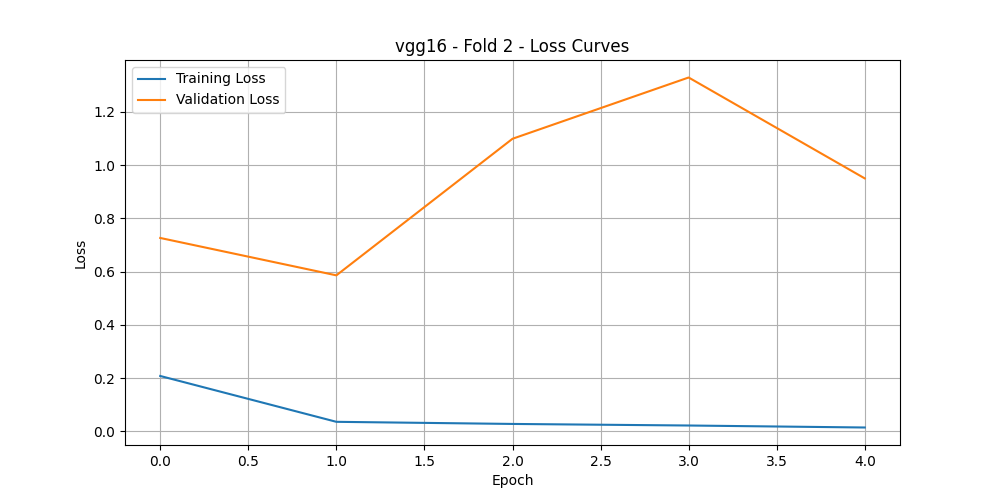 vgg16 - Fold 2 - Loss Curves
Training Loss
Validation Loss
1.2
1.0
0.8
0.6
0.4
0.2
0.0
Loss
0.0 0.5 1.0 1.5 2.0 2.5 3.0 3.5 4.0
Epoch